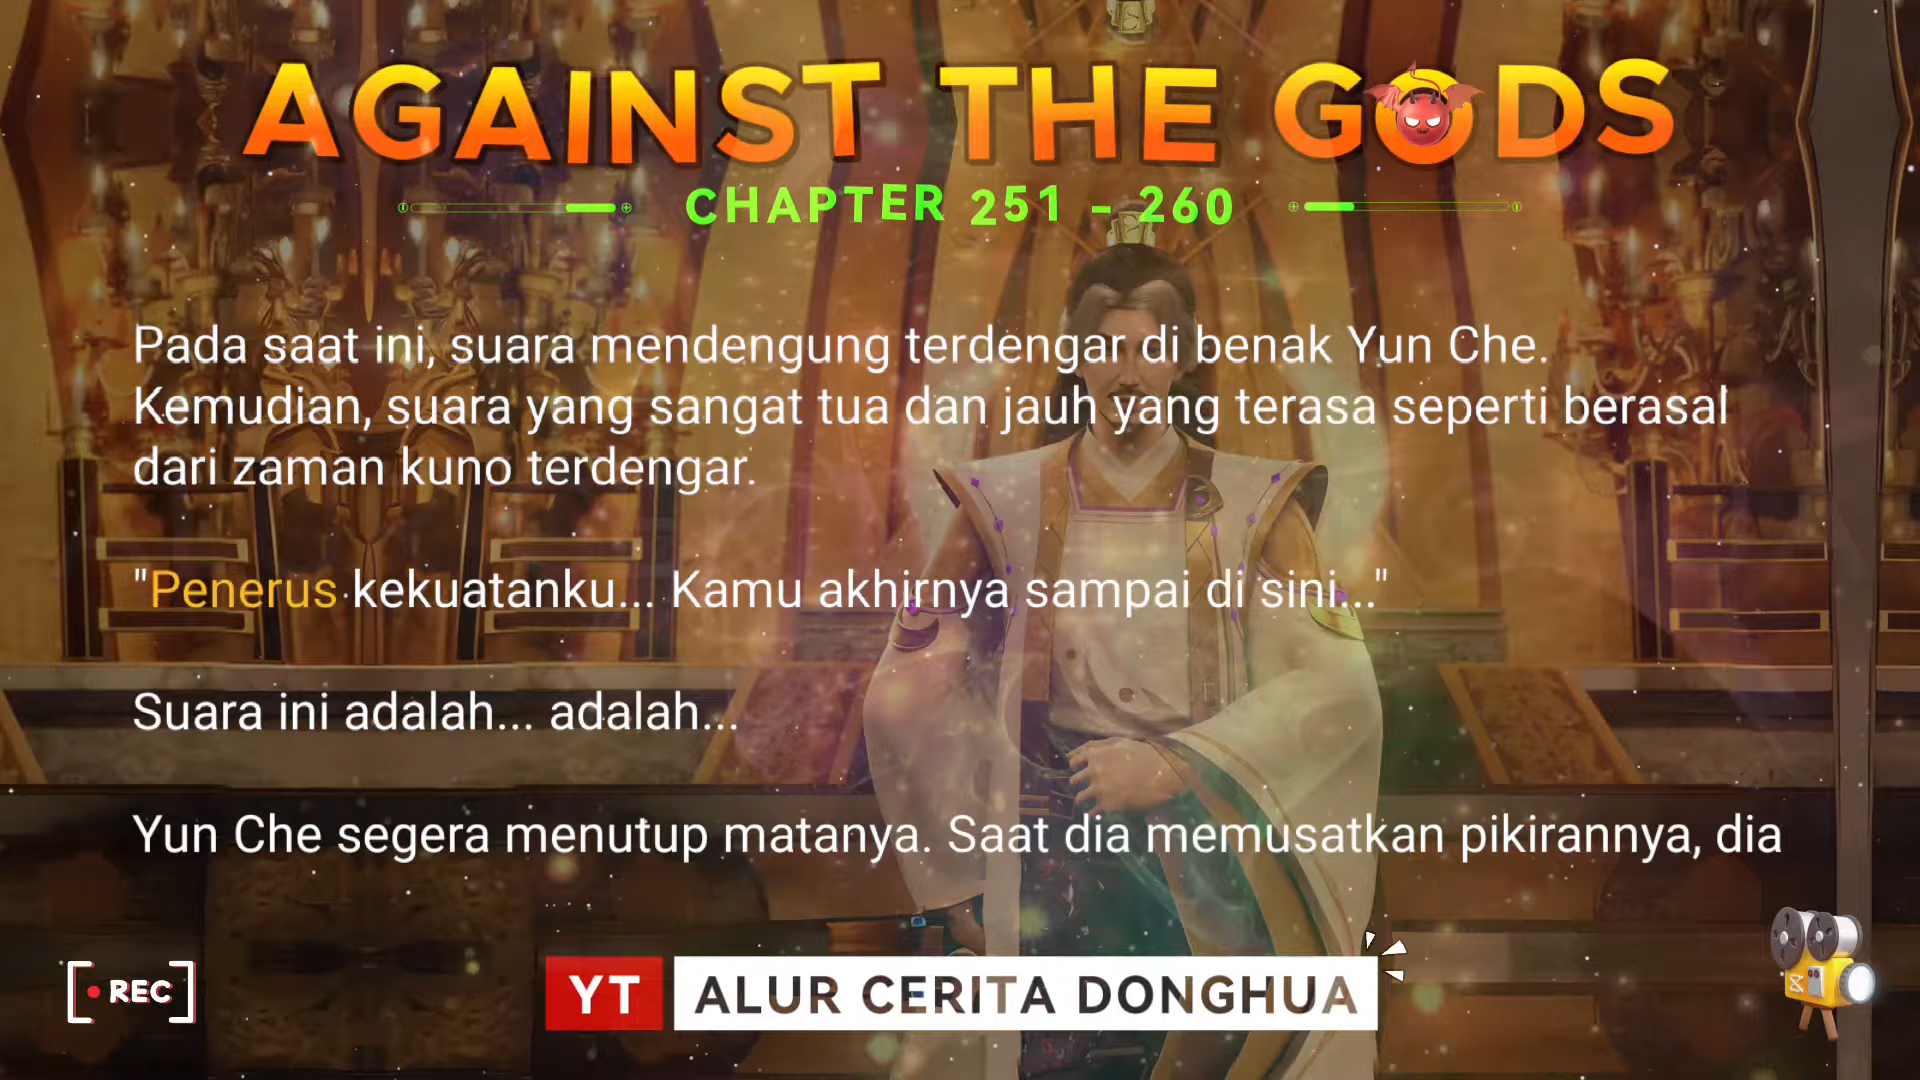 AGAINST THE GODS
CHAPTER 251 - 260
Pada saat ini, suara mendengung terdengar di benak Yun Che.
Kemudian, suara yang sangat tua dan jauh yang terasa seperti berasal
dari zaman kuno terdengar.
"Penerus kekuatanku... Kamu akhirnya sampai di sini..."
Suara ini adalah... adalah...
Yun Che segera menutup matanya. Saat dia memusatkan pikirannya, dia
REC
YT ALUR CERITA DONGHUA